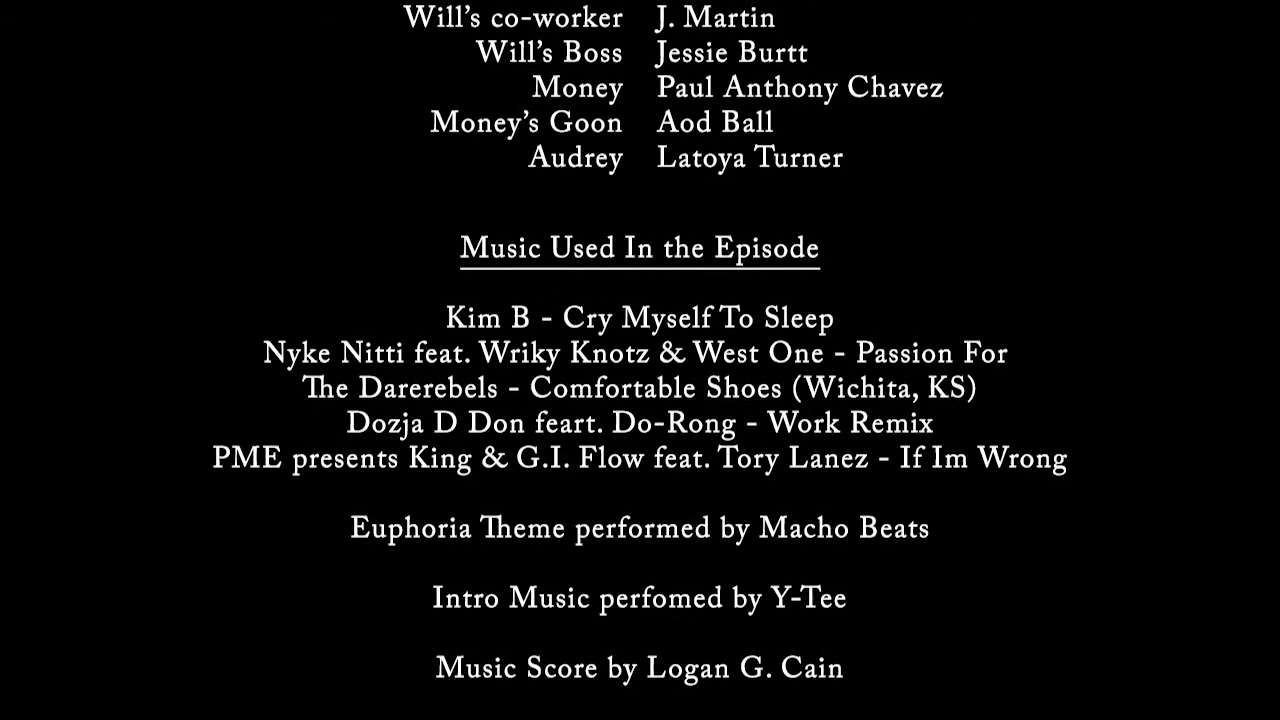 Will's co-worker J. Martin
Will's Boss Jessie Burtt
Money Paul Anthony Chavez
Money's Goon Aod Ball
Audrey Latoya Turner
Music Used In the Episode
Kim B - Cry Myself To Sleep
Nyke Nitti feat. Wriky Knotz & West One - Passion For
The Darerebels - Comfortable Shoes (Wichita, KS)
Dozja D Don feart. Do-Rong - Work Remix
PME presents King & G.I. Flow feat. Tory Lanez - If Im Wrong
Euphoria Theme performed by Macho Beats
Intro Music perfomed by Y-Tee
Music Score by Logan G. Cain